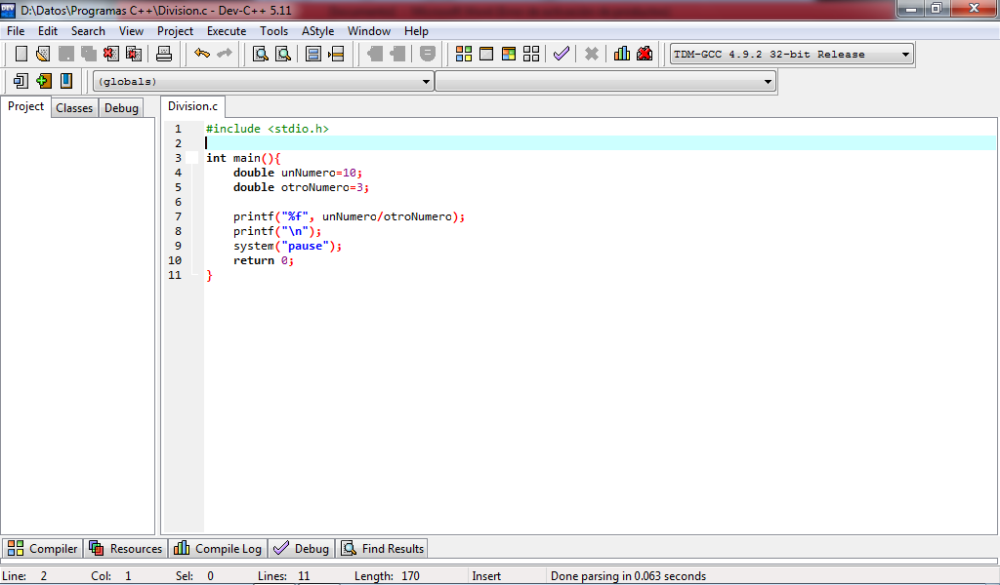 D:\Datos\Programas C++\Division.c - Dev-C++ 5.11
File Edit Search View Project Execute Tools AStyle Window Help
TDM-GCC 4.9.2 32-bit Release
(globals)
Project Classes Debug Division.c
1 #include <stdio.h>
2
3 int main(){
4 double unNumero=10;
5 double otroNumero=3;
6
7 printf("%f", unNumero/otroNumero);
8 printf("\n");
9 system("pause");
10 return 0;
11 }
Compiler Resources Compile Log Debug Find Results
Line: 2 Col: 1 Sel: 0 Lines: 11 Length: 170 Insert Done parsing in 0.063 seconds